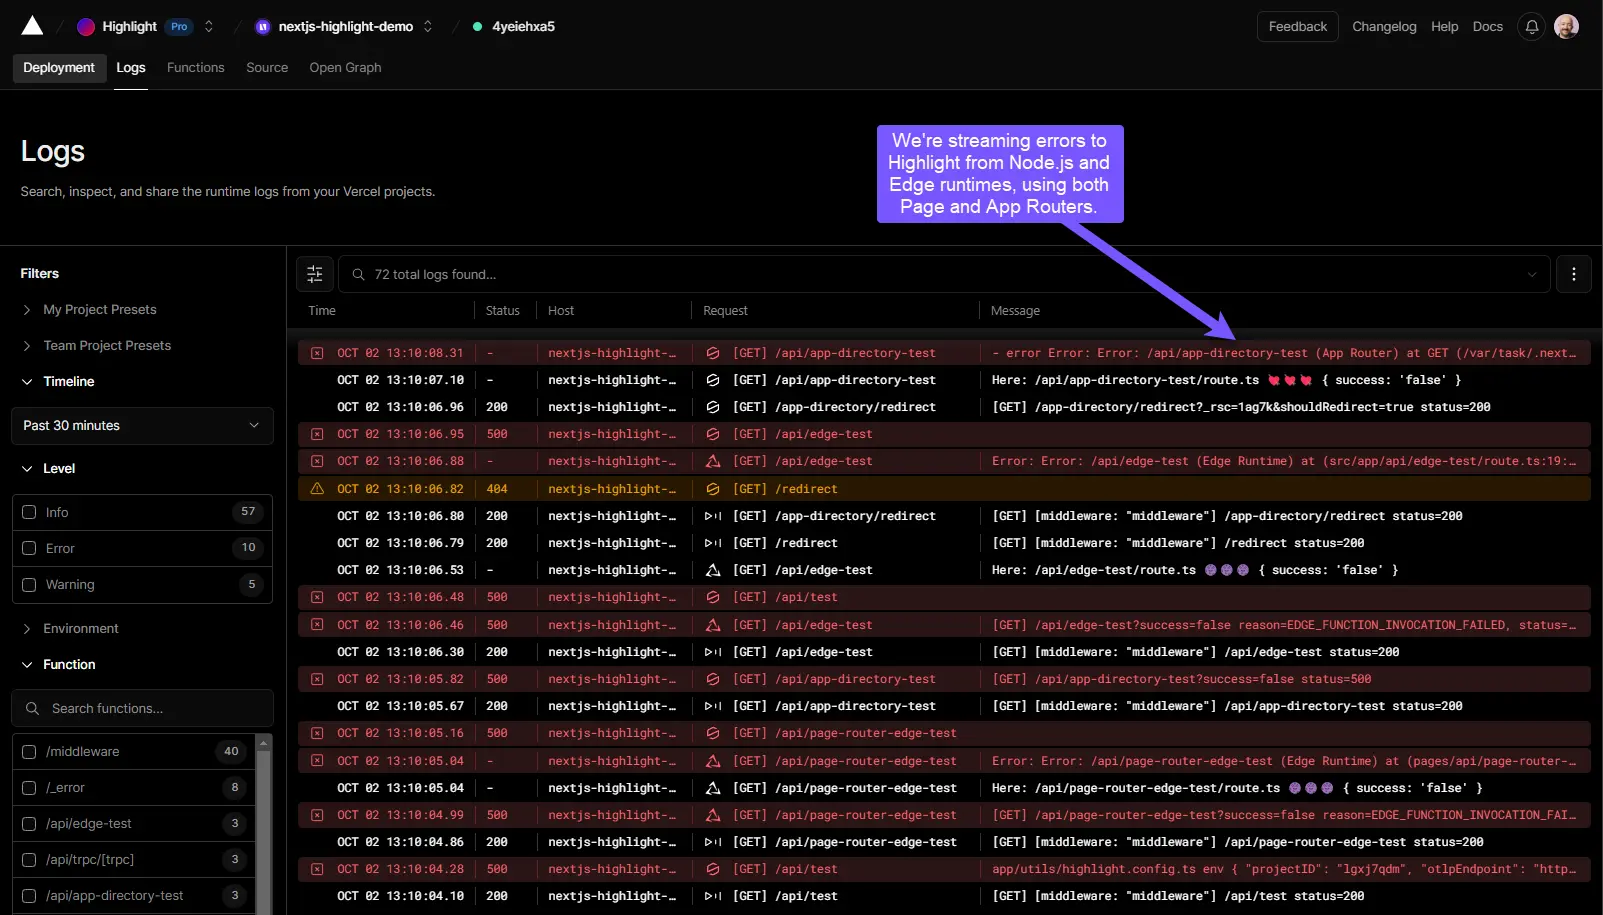 Highlight Pro nextjs-highlight-demo 4yeiehxa5 Feedback Changelog Help Docs
Deployment Logs Functions Source Open Graph
Logs
Search, inspect, and share the runtime logs from your Vercel projects.
We're streaming errors to
Highlight from Node.js and
Edge runtimes, using both
Page and App Routers.
Filters
My Project Presets
Team Project Presets
Timeline
Past 30 minutes
Level
Info 57
Error 10
Warning 5
Environment
Function
Search functions...
/middleware 40
/_error 8
/api/edge-test 3
/api/trpc/[trpc] 3
/api/app-directory-test 3
72 total logs found...
Time Status Host Request Message
OCT 02 13:10:08.31 - nextjs-highlight-… [GET] /api/app-directory-test - error Error: Error: /api/app-directory-test (App Router) at GET (/var/task/.next…
OCT 02 13:10:07.10 - nextjs-highlight-… [GET] /api/app-directory-test Here: /api/app-directory-test/route.ts 💘💘💘 { success: 'false' }
OCT 02 13:10:06.96 200 nextjs-highlight-… [GET] /app-directory/redirect [GET] /app-directory/redirect?_rsc=1ag7k&shouldRedirect=true status=200
OCT 02 13:10:06.95 500 nextjs-highlight-… [GET] /api/edge-test
OCT 02 13:10:06.88 - nextjs-highlight-… [GET] /api/edge-test Error: Error: /api/edge-test (Edge Runtime) at (src/app/api/edge-test/route.ts:19:…
OCT 02 13:10:06.82 404 nextjs-highlight-… [GET] /redirect
OCT 02 13:10:06.80 200 nextjs-highlight-… [GET] /app-directory/redirect [GET] [middleware: "middleware"] /app-directory/redirect status=200
OCT 02 13:10:06.79 200 nextjs-highlight-… [GET] /redirect [GET] [middleware: "middleware"] /redirect status=200
OCT 02 13:10:06.53 - nextjs-highlight-… [GET] /api/edge-test Here: /api/edge-test/route.ts { success: 'false' }
OCT 02 13:10:06.48 500 nextjs-highlight-… [GET] /api/test
OCT 02 13:10:06.46 500 nextjs-highlight-… [GET] /api/edge-test [GET] /api/edge-test?success=false reason=EDGE_FUNCTION_INVOCATION_FAILED, status=…
OCT 02 13:10:06.30 200 nextjs-highlight-… [GET] /api/edge-test [GET] [middleware: "middleware"] /api/edge-test status=200
OCT 02 13:10:05.82 500 nextjs-highlight-… [GET] /api/app-directory-test [GET] /api/app-directory-test?success=false status=500
OCT 02 13:10:05.67 200 nextjs-highlight-… [GET] /api/app-directory-test [GET] [middleware: "middleware"] /api/app-directory-test status=200
OCT 02 13:10:05.16 500 nextjs-highlight-… [GET] /api/page-router-edge-test
OCT 02 13:10:05.04 - nextjs-highlight-… [GET] /api/page-router-edge-test Error: Error: /api/page-router-edge-test (Edge Runtime) at (pages/api/page-router-…
OCT 02 13:10:05.04 - nextjs-highlight-… [GET] /api/page-router-edge-test Here: /api/page-router-edge-test/route.ts { success: 'false' }
OCT 02 13:10:04.99 500 nextjs-highlight-… [GET] /api/page-router-edge-test [GET] /api/page-router-edge-test?success=false reason=EDGE_FUNCTION_INVOCATION_FAI…
OCT 02 13:10:04.86 200 nextjs-highlight-… [GET] /api/page-router-edge-test [GET] [middleware: "middleware"] /api/page-router-edge-test status=200
OCT 02 13:10:04.28 500 nextjs-highlight-… [GET] /api/test app/utils/highlight.config.ts env { "projectID": "lgxj7qdm", "otlpEndpoint": "http…
OCT 02 13:10:04.10 200 nextjs-highlight-… [GET] /api/test [GET] [middleware: "middleware"] /api/test status=200